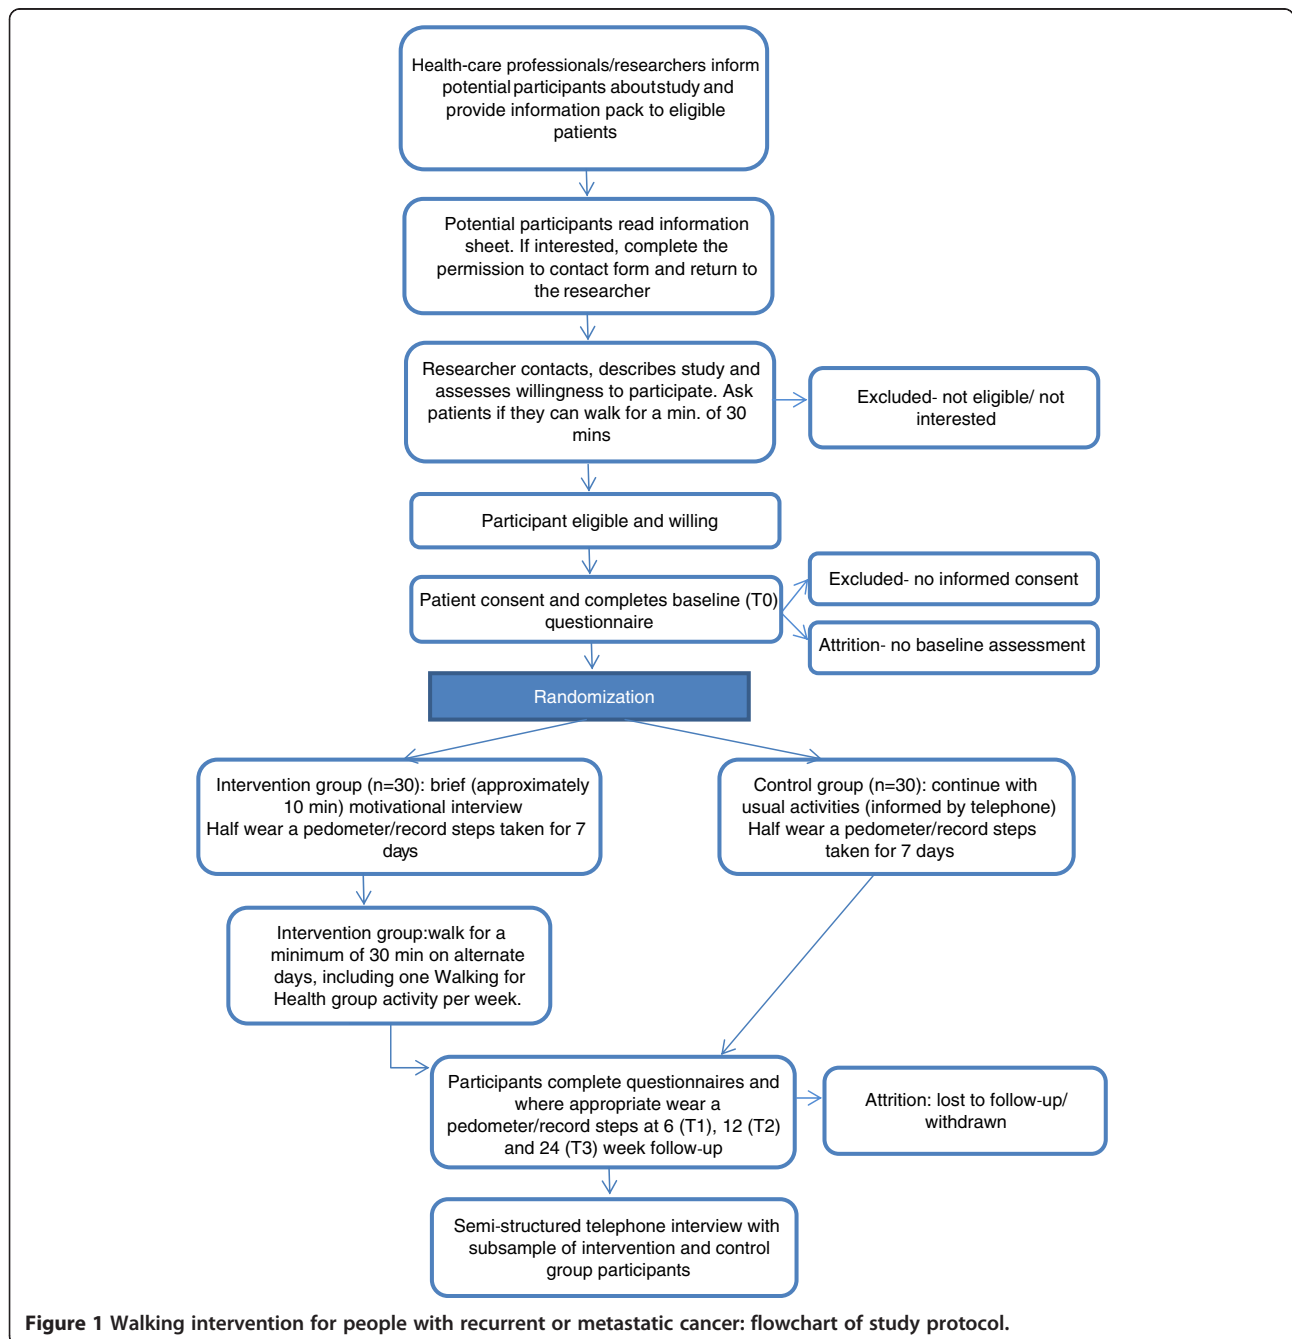 Health-care professionals/researchers inform
potential participants aboutstudy and
provide information pack to eligible
patients
Potential participants read information
sheet. If interested, complete the
permission to contact form and return to
the researcher
Researcher contacts, describes study and
assesses willingness to participate. Ask
patients if they can walk for a min. of 30
mins
Excluded- not eligible/ not
interested
Participant eligible and willing
Patient consent and completes baseline (T0)
questionnaire
Excluded- no informed consent
Attrition- no baseline assessment
Randomization
Intervention group (n=30): brief (approximately
10 min) motivational interview
Half wear a pedometer/record steps taken for 7
days
Control group (n=30): continue with
usual activities (informed by telephone)
Half wear a pedometer/record steps
taken for 7 days
Intervention group:walk for a
minimum of 30 min on alternate
days, including one Walking for
Health group activity per week.
Participants complete questionnaires and
where appropriate wear a
pedometer/record steps at 6 (T1), 12 (T2)
and 24 (T3) week follow-up
Attrition: lost to follow-up/
withdrawn
Semi-structured telephone interview with
subsample of intervention and control
group participants
Figure 1 Walking intervention for people with recurrent or metastatic cancer: flowchart of study protocol.